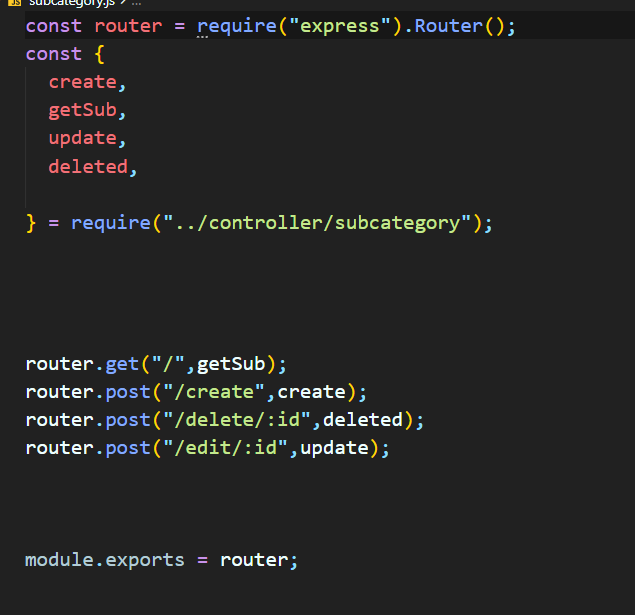 JS subcategory.js > ...
const router = require("express").Router();
const {
  create,
  getSub,
  update,
  deleted,
} = require("../controller/subcategory");
router.get("/",getSub);
router.post("/create",create);
router.post("/delete/:id",deleted);
router.post("/edit/:id",update);
module.exports = router;